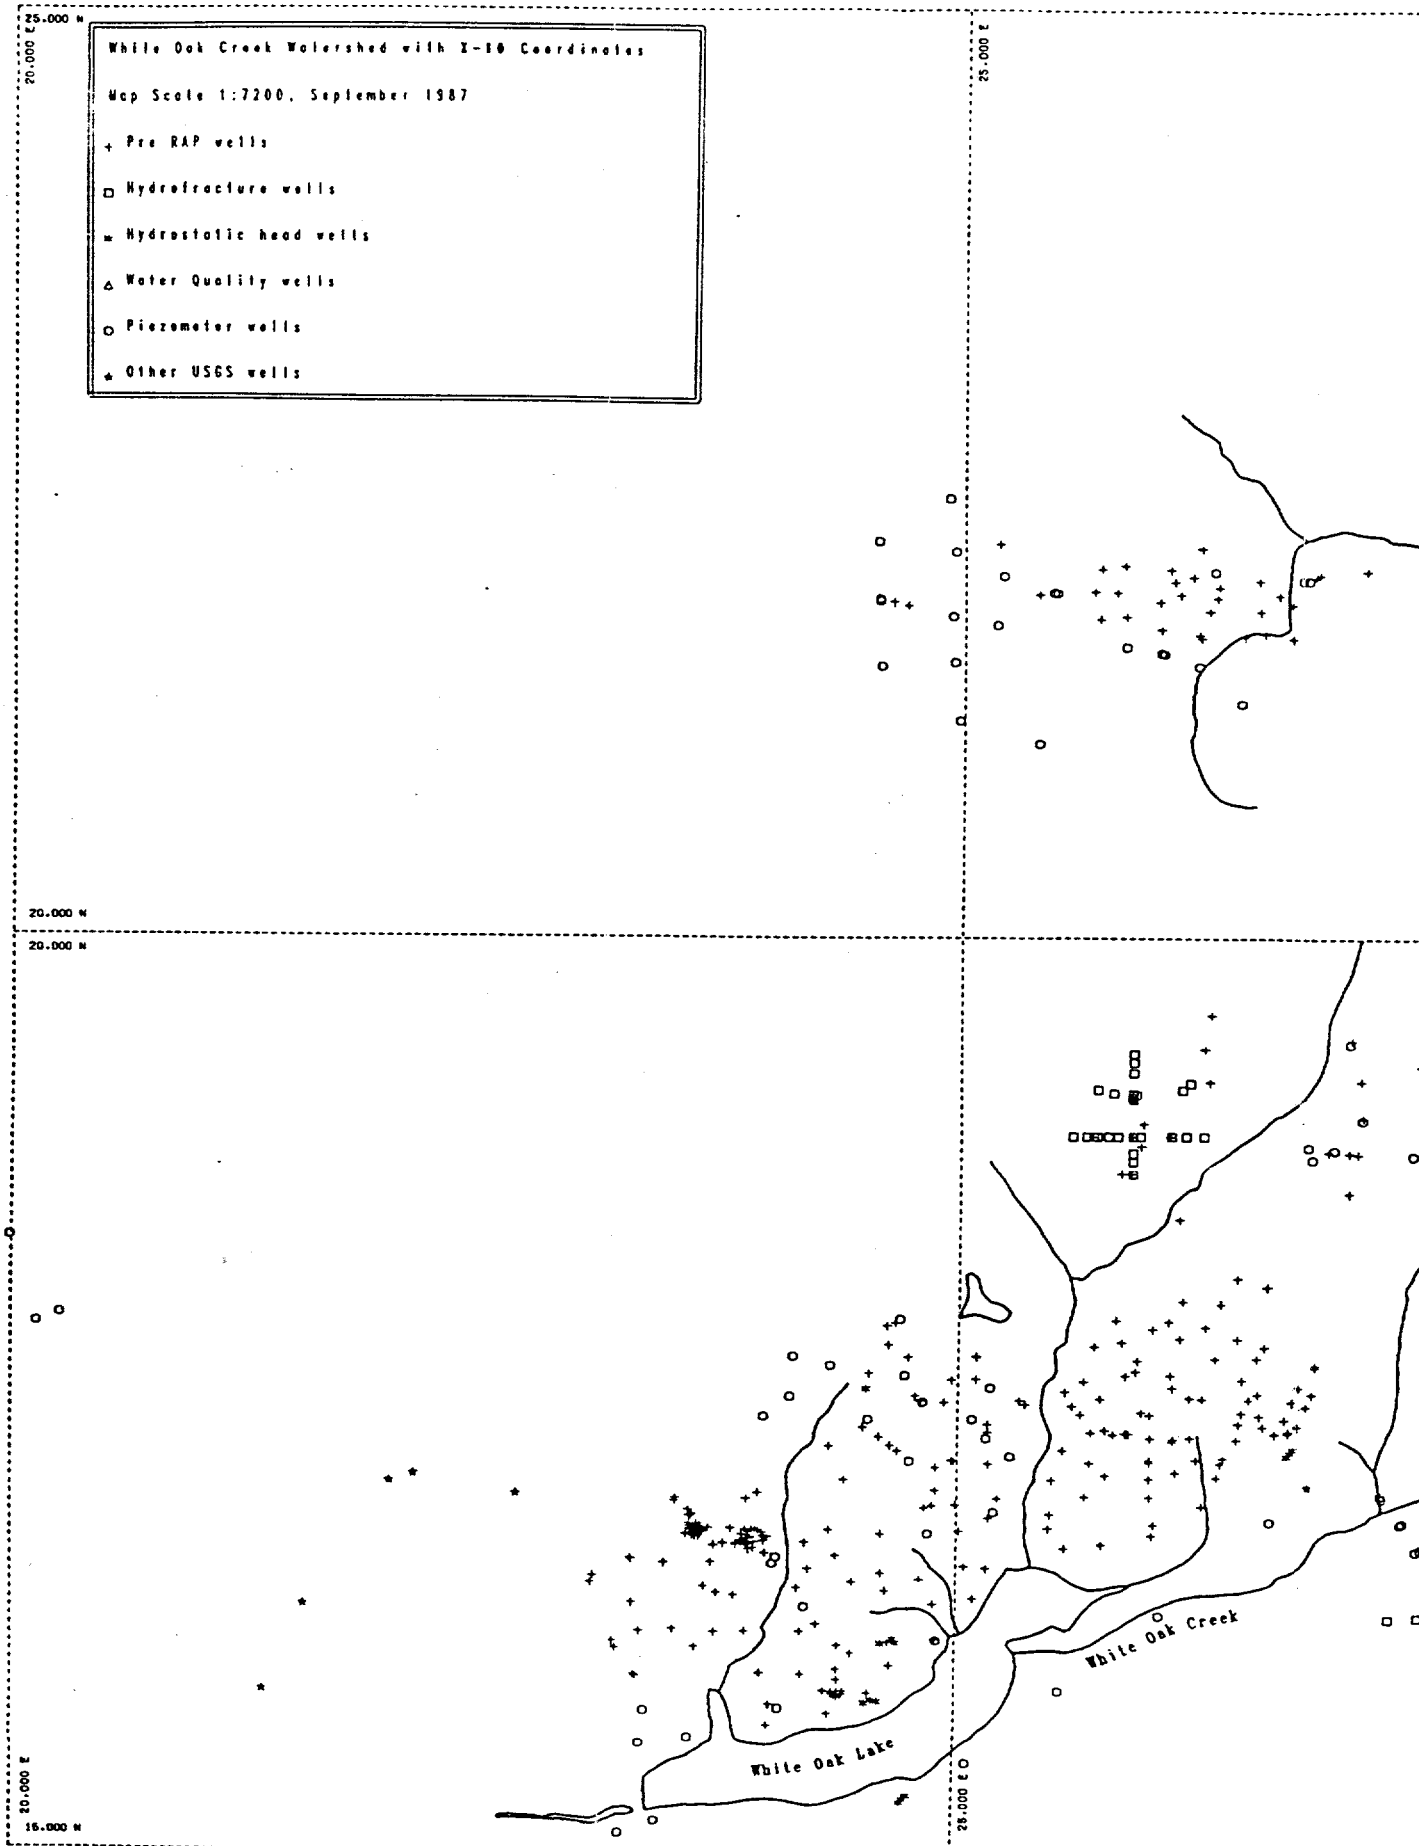 25.000 N
20.000 E
25.000 E
White Oak Creek Watershed with X-10 Coordinates
Map Scale 1:7200, September 1987
+ Pre RAP wells
□ Hydrofracture wells
* Hydrostatic head wells
△ Water Quality wells
○ Piezometer wells
★ Other USGS wells
20.000 N
20.000 N
White Oak Creek
White Oak Lake
20.000 E
25.000 E
15.000 N